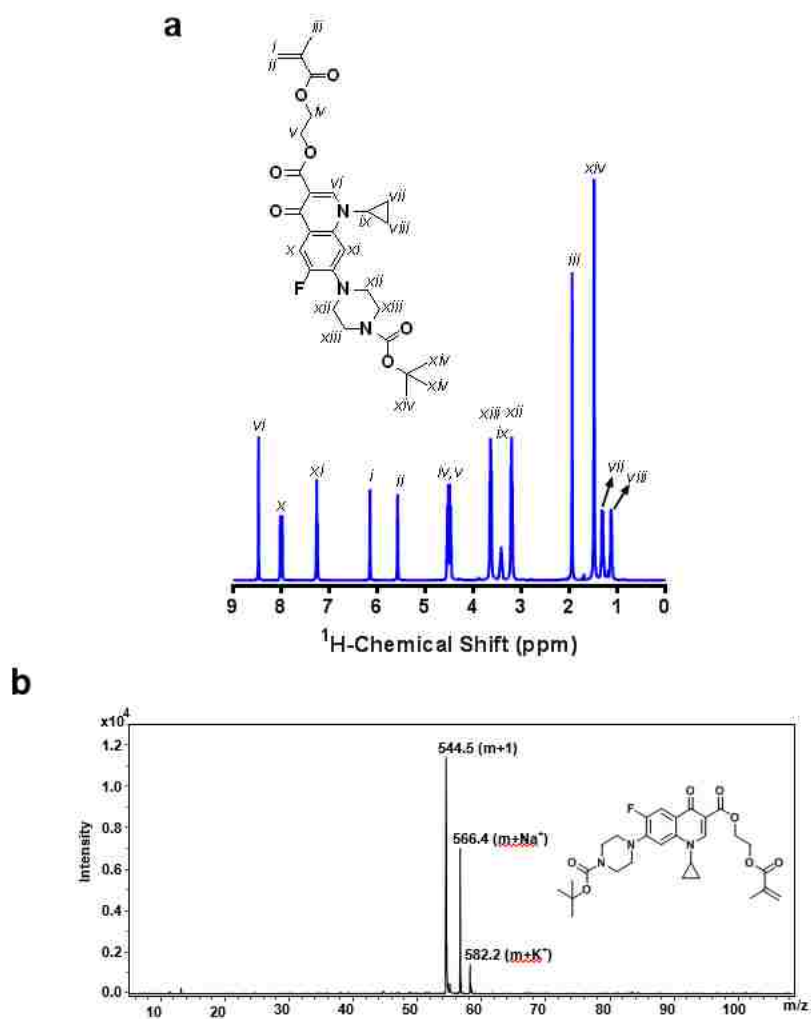 a
iii
i
ii
O
O
iv
v
O
O
vi
vii
O
N
ix
viii
x
xi
F
N
xii
xii
xiii
xiii
N
O
O
xiv
xiv
xiv
vi
x
xi
i
ii
iv,v
xiii
ix
xii
iii
xiv
vii
viii
9 8 7 6 5 4 3 2 1 0
¹H-Chemical Shift (ppm)
b
x10⁴
1.2
1.0
0.8
0.6
0.4
0.2
0.0
Intensity
544.5 (m+1)
566.4 (m+Na⁺)
582.2 (m+K⁺)
O O
F
O
N
N
O
O
N
O
O
10 20 30 40 50 60 70 80 90 100 m/z